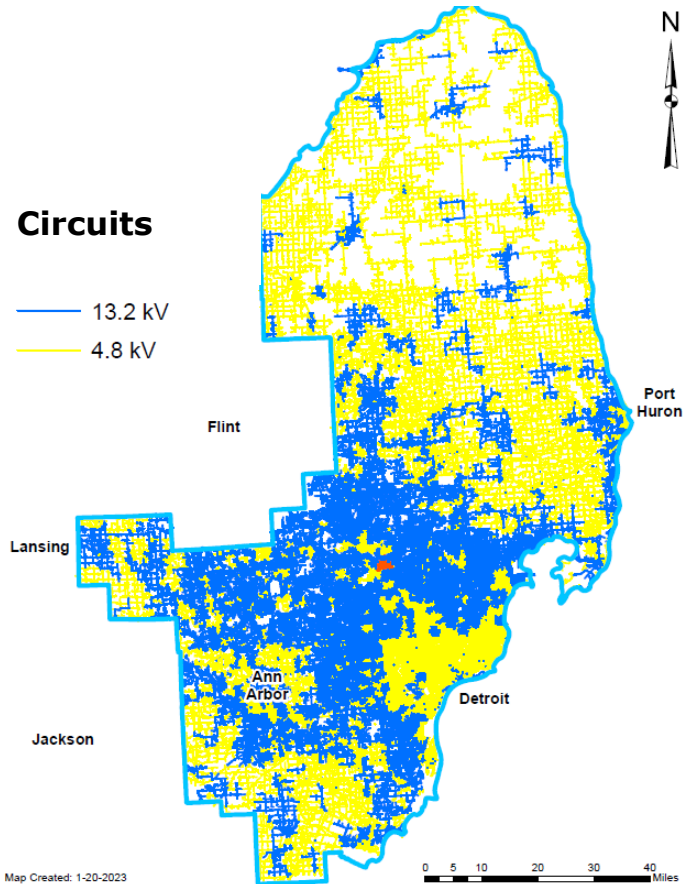 N
Circuits
13.2 kV
4.8 kV
Port
Huron
Flint
Lansing
Ann
Arbor
Detroit
Jackson
Map Created: 1-20-2023
0 5 10 20 30 40
Miles